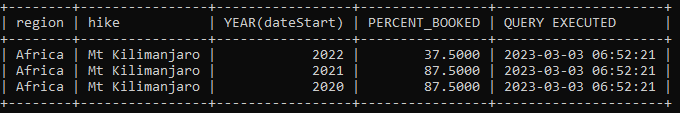 +--------+----------------+-----------------+----------------+---------------------+
| region | hike           | YEAR(dateStart) | PERCENT_BOOKED | QUERY EXECUTED      |
+--------+----------------+-----------------+----------------+---------------------+
| Africa | Mt Kilimanjaro |            2022 |        37.5000 | 2023-03-03 06:52:21 |
| Africa | Mt Kilimanjaro |            2021 |        87.5000 | 2023-03-03 06:52:21 |
| Africa | Mt Kilimanjaro |            2020 |        87.5000 | 2023-03-03 06:52:21 |
+--------+----------------+-----------------+----------------+---------------------+